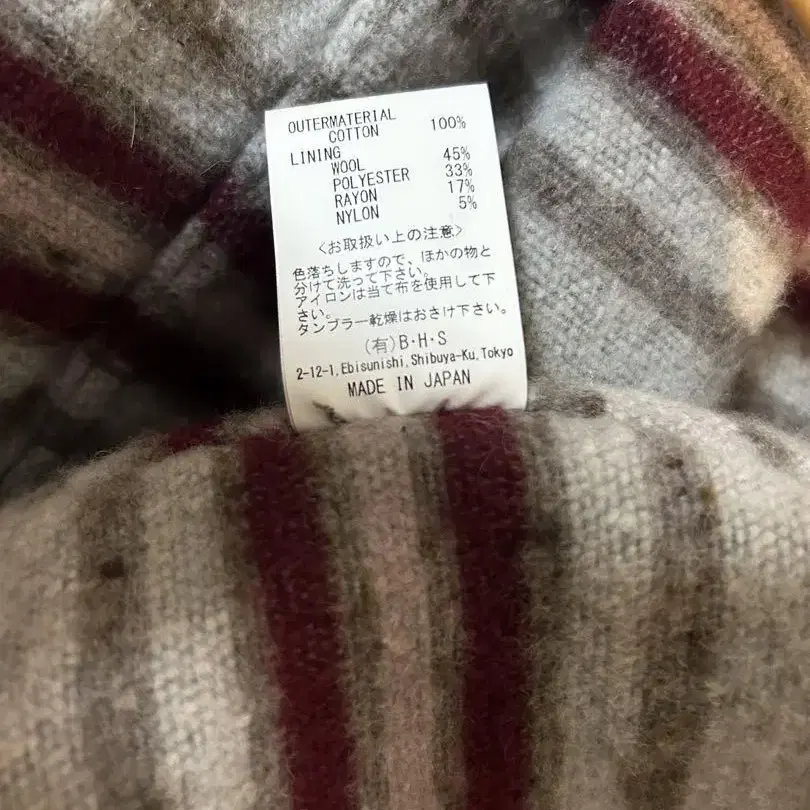 OUTERMATERIAL
COTTON 100%
LINING
WOOL 45%
POLYESTER 33%
RAYON 17%
NYLON 5%
〈お取扱い上の注意〉
色落ちしますので、ほかの物と
分けて洗って下さい。
アイロンは当て布を使用して下
さい。
タンブラー乾燥はおさけ下さい。
(有)B・H・S
2-12-1,Ebisunishi,Shibuya-Ku,Tokyo
MADE IN JAPAN